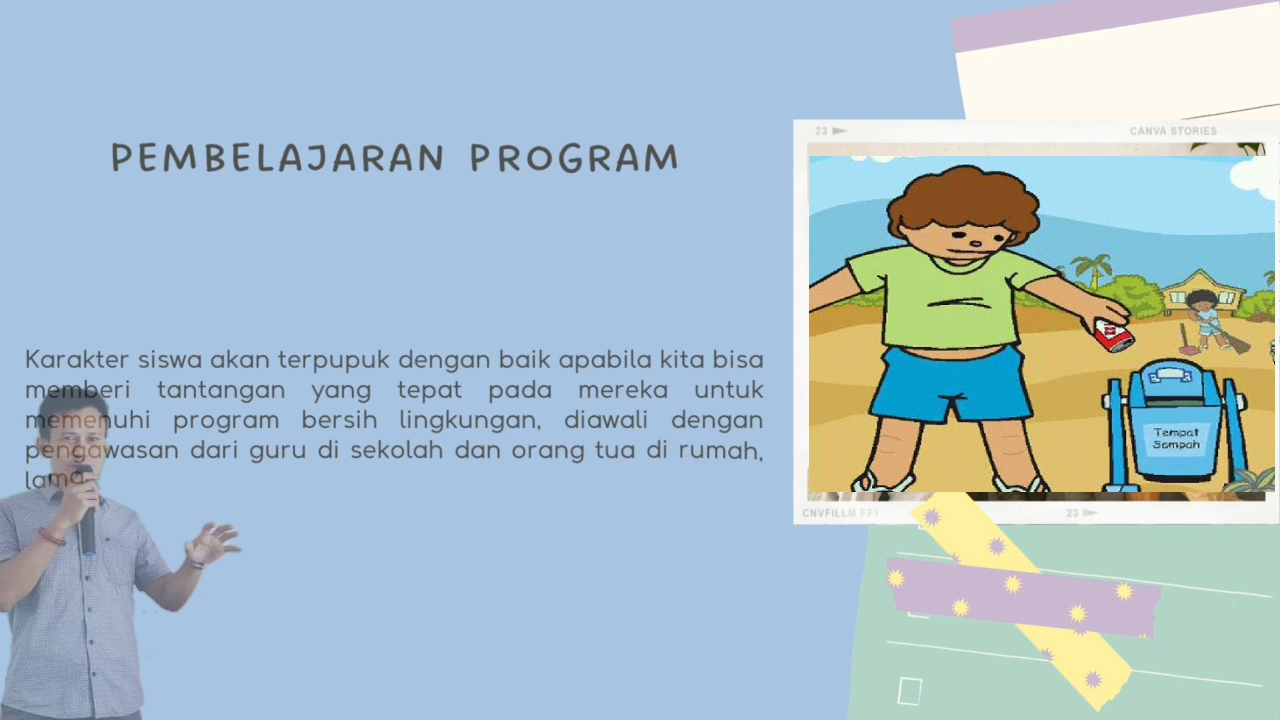 PEMBELAJARAN PROGRAM
Karakter siswa akan terpupuk dengan baik apabila kita bisa
memberi tantangan yang tepat pada mereka untuk
memenuhi program bersih lingkungan, diawali dengan
pengawasan dari guru di sekolah dan orang tua di rumah,
lama
23
CANVA STORIES
Tempat
Sampah
CNVFILLM FF1
23